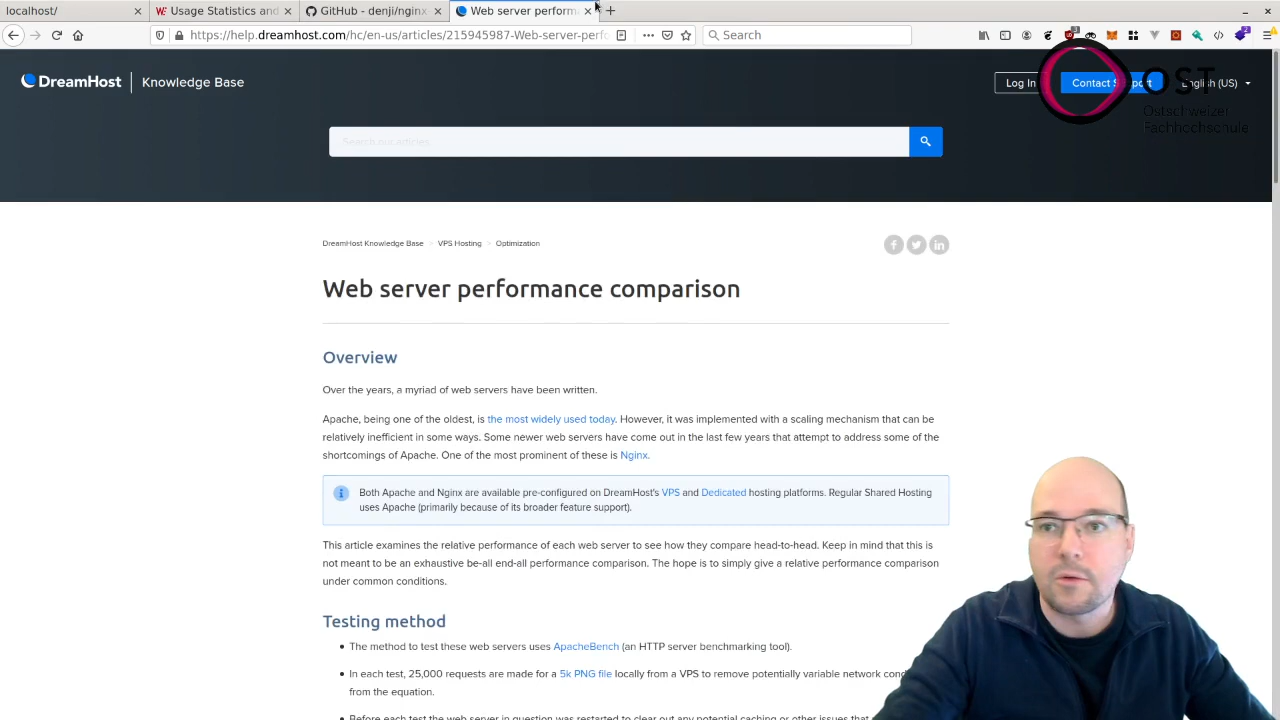 localhost/
Usage Statistics and
GitHub - denji/nginx-
Web server perform
https://help.dreamhost.com/hc/en-us/articles/215945987-Web-server-perfo
Search
DreamHost
Knowledge Base
Log In
Contact Support
English (US)
OST
Ostschweizer
Fachhochschule
Search our articles
DreamHost Knowledge Base > VPS Hosting > Optimization
Web server performance comparison
Overview
Over the years, a myriad of web servers have been written.
Apache, being one of the oldest, is the most widely used today. However, it was implemented with a scaling mechanism that can be
relatively inefficient in some ways. Some newer web servers have come out in the last few years that attempt to address some of the
shortcomings of Apache. One of the most prominent of these is Nginx.
Both Apache and Nginx are available pre-configured on DreamHost's VPS and Dedicated hosting platforms. Regular Shared Hosting
uses Apache (primarily because of its broader feature support).
This article examines the relative performance of each web server to see how they compare head-to-head. Keep in mind that this is
not meant to be an exhaustive be-all end-all performance comparison. The hope is to simply give a relative performance comparison
under common conditions.
Testing method
• The method to test these web servers uses ApacheBench (an HTTP server benchmarking tool).
• In each test, 25,000 requests are made for a 5k PNG file locally from a VPS to remove potentially variable network cond
from the equation.
• Before each test the web server in question was restarted to clear out any potential caching or other issues that